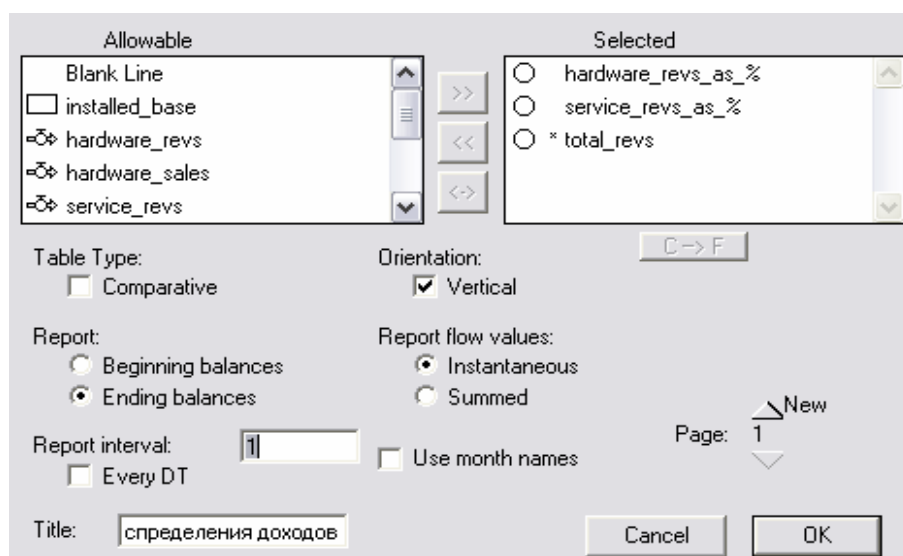 Allowable Selected
Blank Line
installed_base
hardware_revs
hardware_sales
service_revs
>>
<<
<->
hardware_revs_as_%
service_revs_as_%
* total_revs
C -> F
Table Type:
Comparative
Orientation:
Vertical
Report:
Beginning balances
Ending balances
Report flow values:
Instantaneous
Summed
Report interval: 1
Every DT
Use month names
Page: 1
New
Title: спределения доходов
Cancel OK